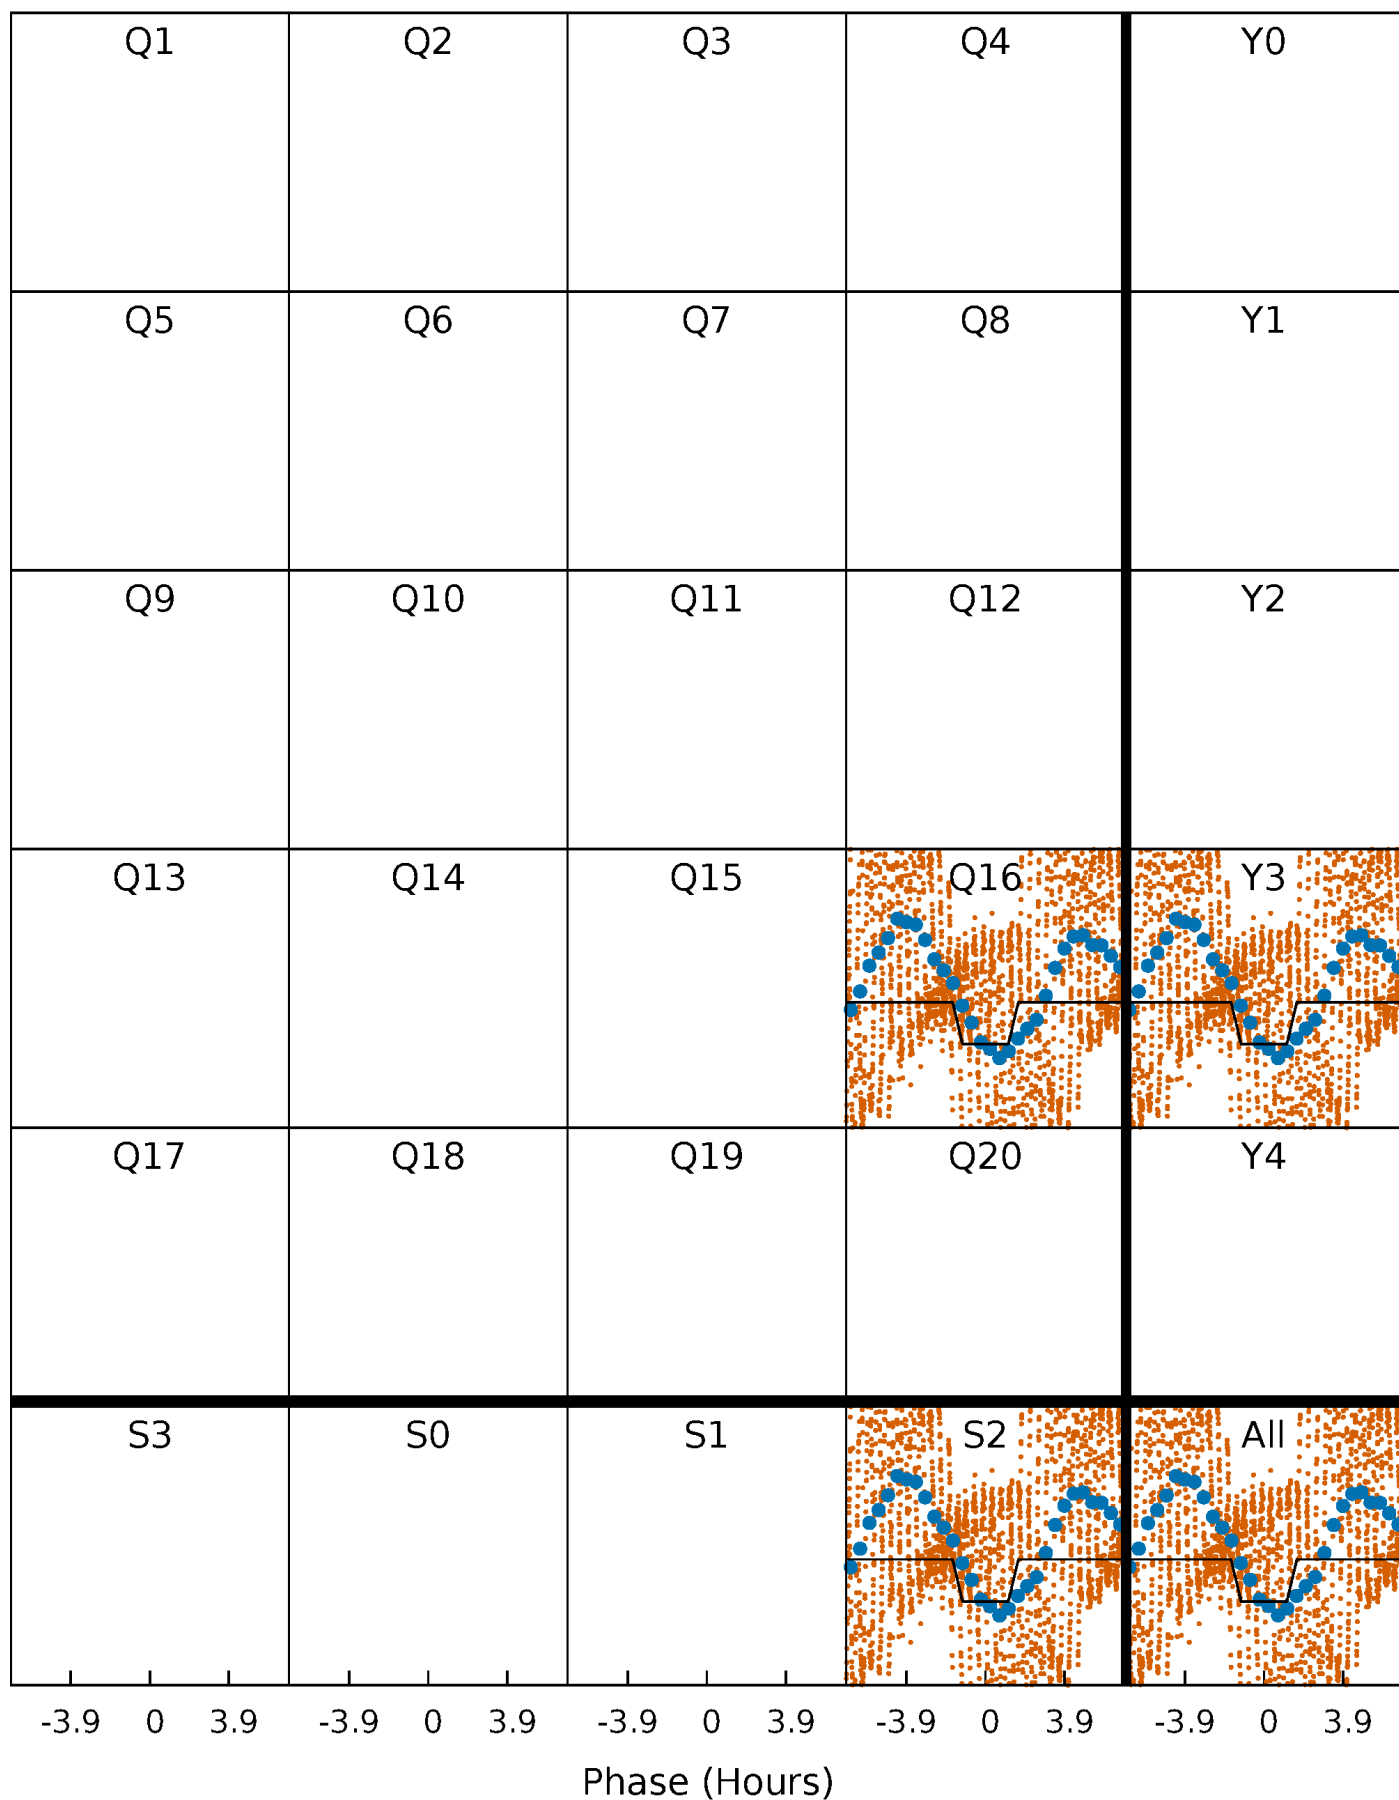 Q1 Q2 Q3 Q4 Y0
Q5 Q6 Q7 Q8 Y1
Q9 Q10 Q11 Q12 Y2
Q13 Q14 Q15 Q16 Y3
Q17 Q18 Q19 Q20 Y4
S3 S0 S1 S2 All
-3.9 0 3.9 -3.9 0 3.9 -3.9 0 3.9 -3.9 0 3.9 -3.9 0 3.9
Phase (Hours)